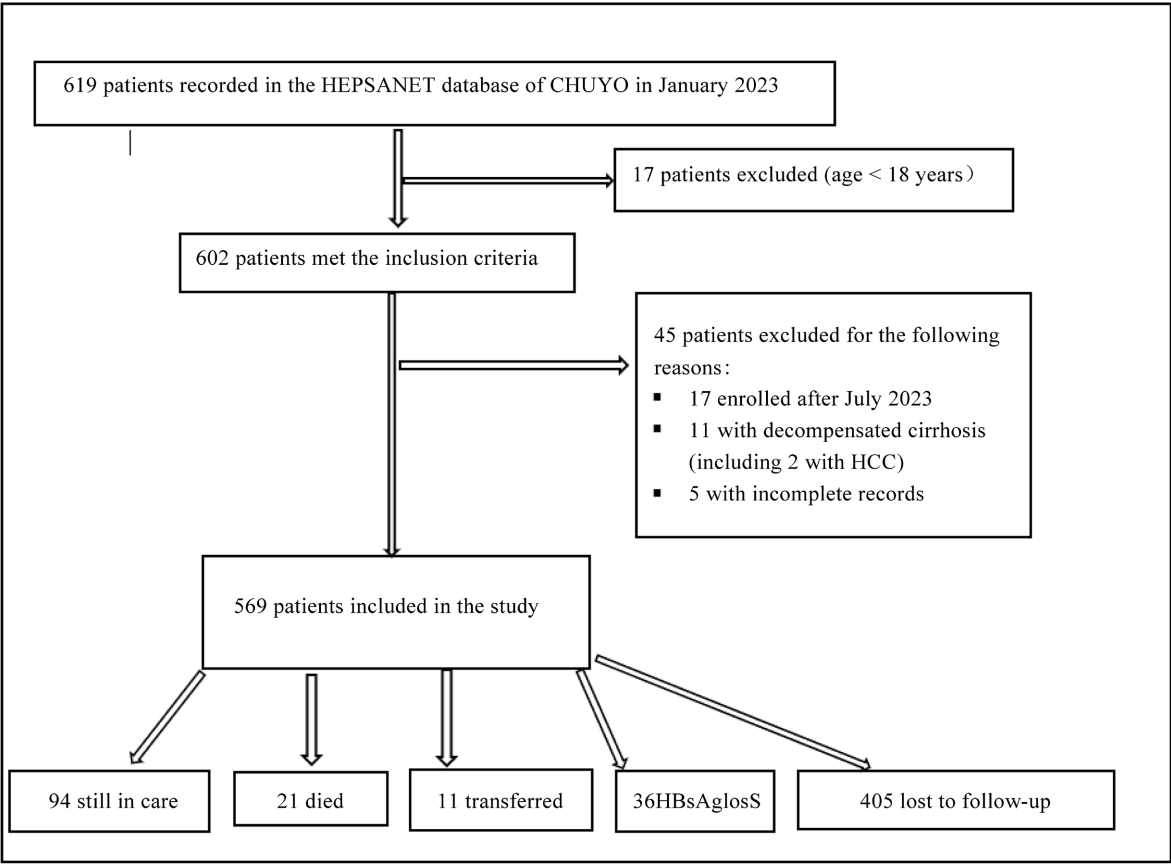 619 patients recorded in the HEPSANET database of CHUYO in January 2023
17 patients excluded (age < 18 years）
602 patients met the inclusion criteria
45 patients excluded for the following
reasons：
▪ 17 enrolled after July 2023
▪ 11 with decompensated cirrhosis
(including 2 with HCC)
▪ 5 with incomplete records
569 patients included in the study
94 still in care
21 died
11 transferred
36HBsAglosS
405 lost to follow-up